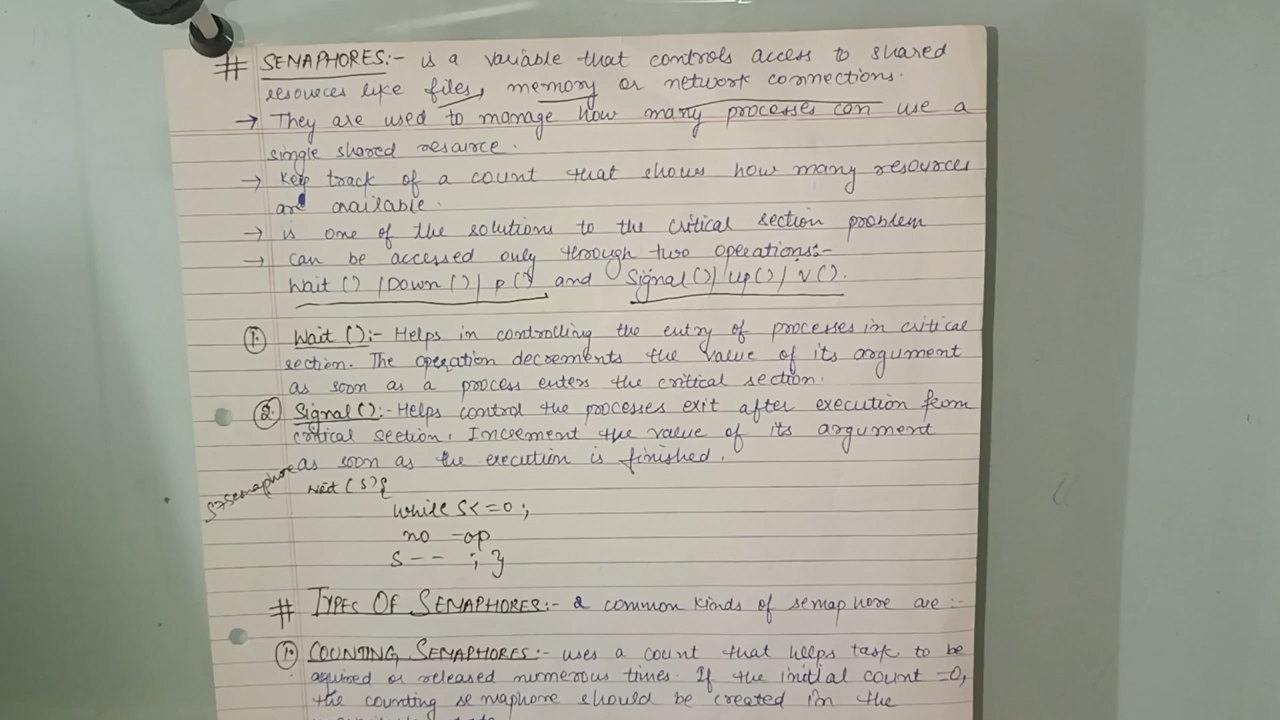 # SEMAPHORES:- is a variable that controls access to shared
resources like files, memory or network connections.
→ They are used to manage how many processes can use a
single shared resource.
→ Keep track of a count that shows how many resources
are available.
→ is one of the solutions to the critical section problem
→ can be accessed only through two operations:-
Wait () / Down () / P () and Signal () / Up () / V ().
1. Wait ():- Helps in controlling the entry of processes in critical
section. The operation decrements the value of its argument
as soon as a process enters the critical section.
2. Signal ():- Helps control the processes exit after execution from
critical section. Increment the value of its argument
as soon as the execution is finished.
S→semaphore
Wait (S){
while S<=0 ;
no -op
S-- ; }
# TYPES OF SEMAPHORES:- 2 common kinds of semaphore are :-
1. COUNTING SEMAPHORES:- uses a count that helps task to be
aquired or released numerous times. If the initial count =0,
the counting semaphore should be created in the